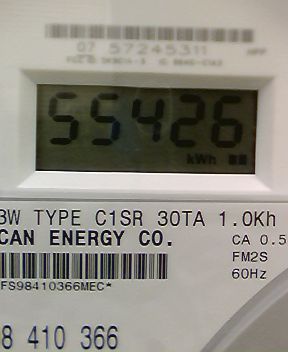 07 57245311
55426
kWh
3W TYPE C1SR 30TA 1.0Kh
CAN ENERGY CO.
CA 0.5
FM2S
60Hz
FS98410366MEC*
8 410 366